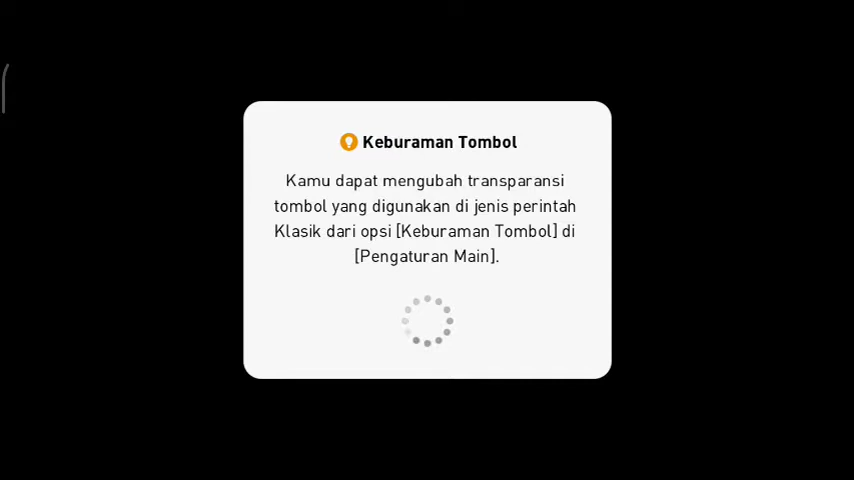 Keburaman Tombol
Kamu dapat mengubah transparansi
tombol yang digunakan di jenis perintah
Klasik dari opsi [Keburaman Tombol] di
[Pengaturan Main].